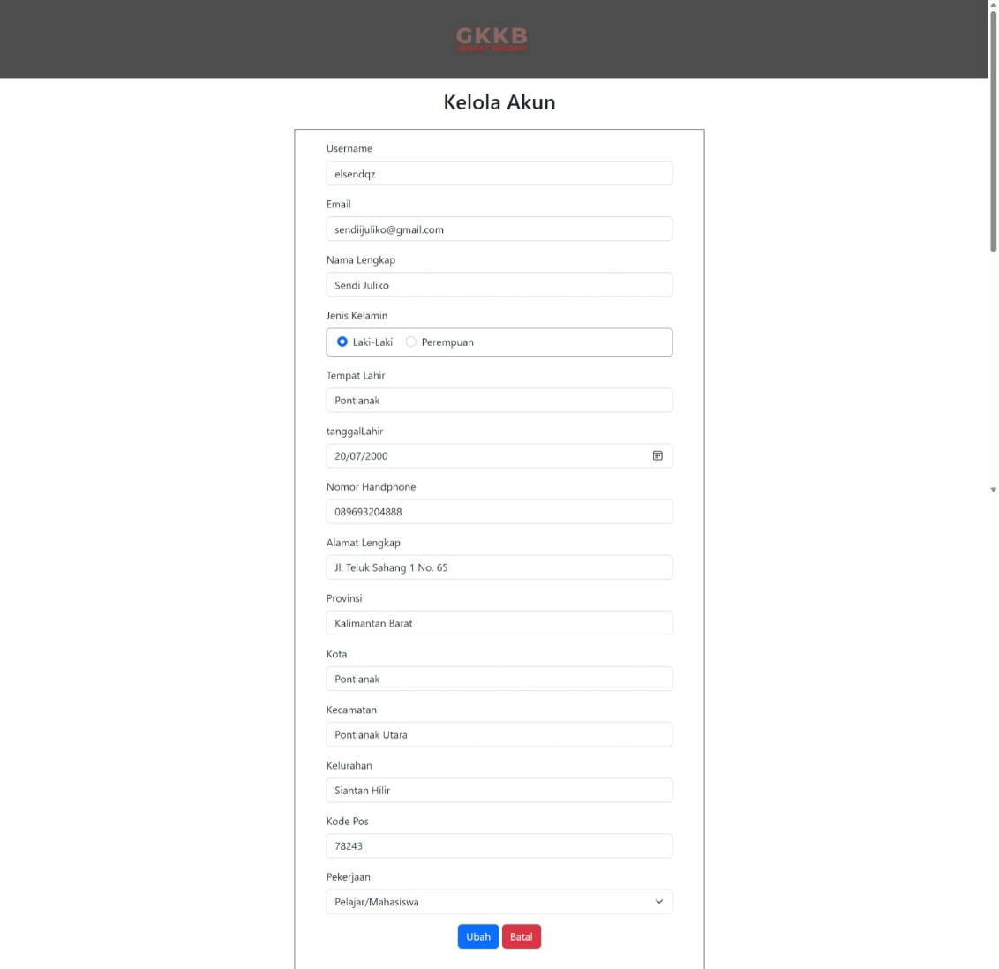 GKKB
JEMAAT SERDAM
Kelola Akun
Username
elsendqz
Email
sendiijuliko@gmail.com
Nama Lengkap
Sendi Juliko
Jenis Kelamin
Laki-Laki Perempuan
Tempat Lahir
Pontianak
tanggalLahir
20/07/2000
Nomor Handphone
089693204888
Alamat Lengkap
Jl. Teluk Sahang 1 No. 65
Provinsi
Kalimantan Barat
Kota
Pontianak
Kecamatan
Pontianak Utara
Kelurahan
Siantan Hilir
Kode Pos
78243
Pekerjaan
Pelajar/Mahasiswa
Ubah Batal